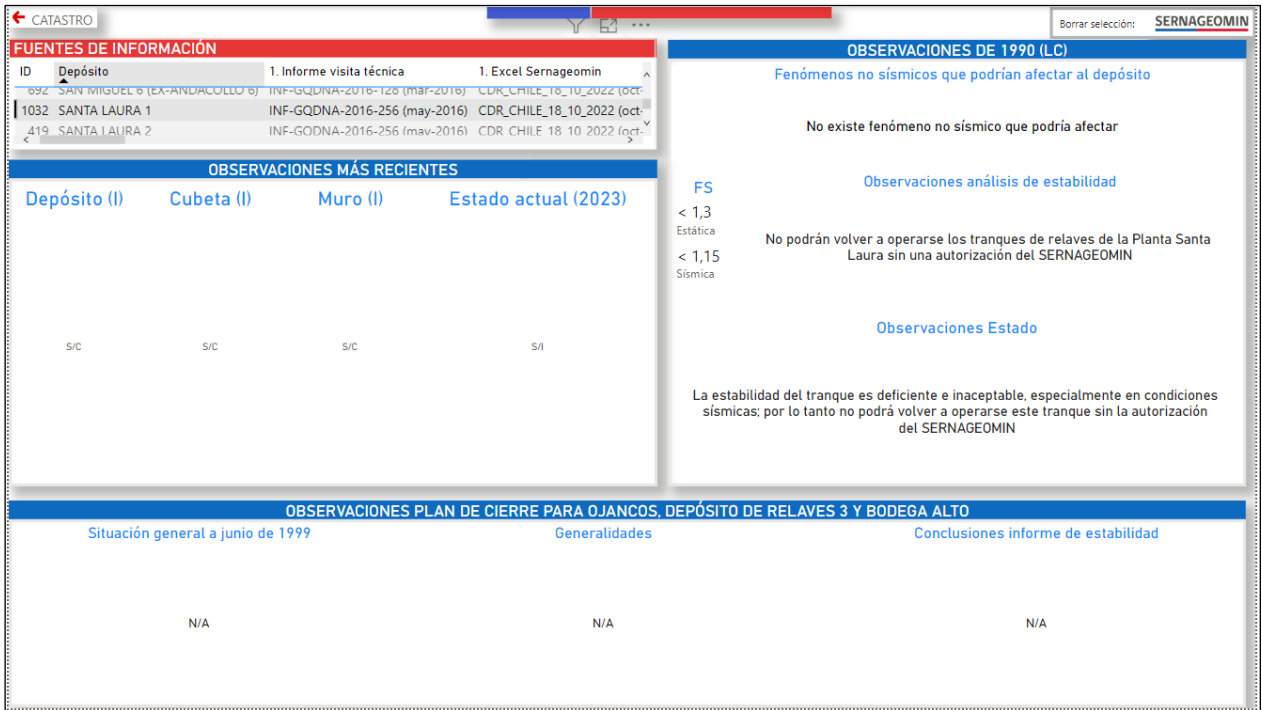 CATASTRO
Borrar selección:
SERNAGEOMIN
FUENTES DE INFORMACIÓN
ID Depósito 1. Informe visita técnica 1. Excel Sernageomin
692 SAN MIGUEL 6 (EX-ANDACOLLO 6) INF-GQDNA-2016-128 (mar-2016) CDR_CHILE_18_10_2022 (oct-
1032 SANTA LAURA 1 INF-GQDNA-2016-256 (may-2016) CDR_CHILE_18_10_2022 (oct-
419 SANTA LAURA 2 INF-GQDNA-2016-256 (may-2016) CDR_CHILE_18_10_2022 (oct-
OBSERVACIONES MÁS RECIENTES
Depósito (I) Cubeta (I) Muro (I) Estado actual (2023)
S/C S/C S/C S/I
OBSERVACIONES DE 1990 (LC)
Fenómenos no sísmicos que podrían afectar al depósito
No existe fenómeno no sísmico que podría afectar
FS
< 1,3
Estática
< 1,15
Sísmica
Observaciones análisis de estabilidad
No podrán volver a operarse los tranques de relaves de la Planta Santa
Laura sin una autorización del SERNAGEOMIN
Observaciones Estado
La estabilidad del tranque es deficiente e inaceptable, especialmente en condiciones
sísmicas; por lo tanto no podrá volver a operarse este tranque sin la autorización
del SERNAGEOMIN
OBSERVACIONES PLAN DE CIERRE PARA OJANCOS, DEPÓSITO DE RELAVES 3 Y BODEGA ALTO
Situación general a junio de 1999 Generalidades Conclusiones informe de estabilidad
N/A N/A N/A